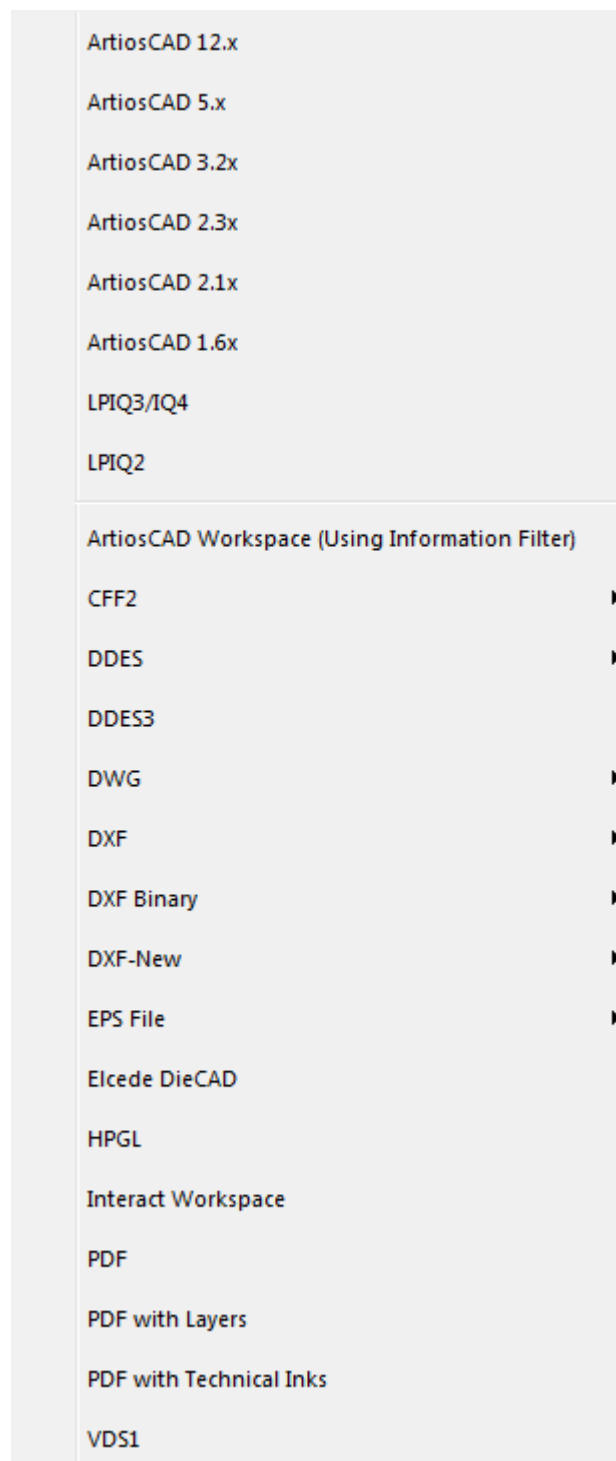 ArtiosCAD 12.x
ArtiosCAD 5.x
ArtiosCAD 3.2x
ArtiosCAD 2.3x
ArtiosCAD 2.1x
ArtiosCAD 1.6x
LPIQ3/IQ4
LPIQ2
ArtiosCAD Workspace (Using Information Filter)
CFF2
DDES
DDES3
DWG
DXF
DXF Binary
DXF-New
EPS File
Elcede DieCAD
HPGL
Interact Workspace
PDF
PDF with Layers
PDF with Technical Inks
VDS1